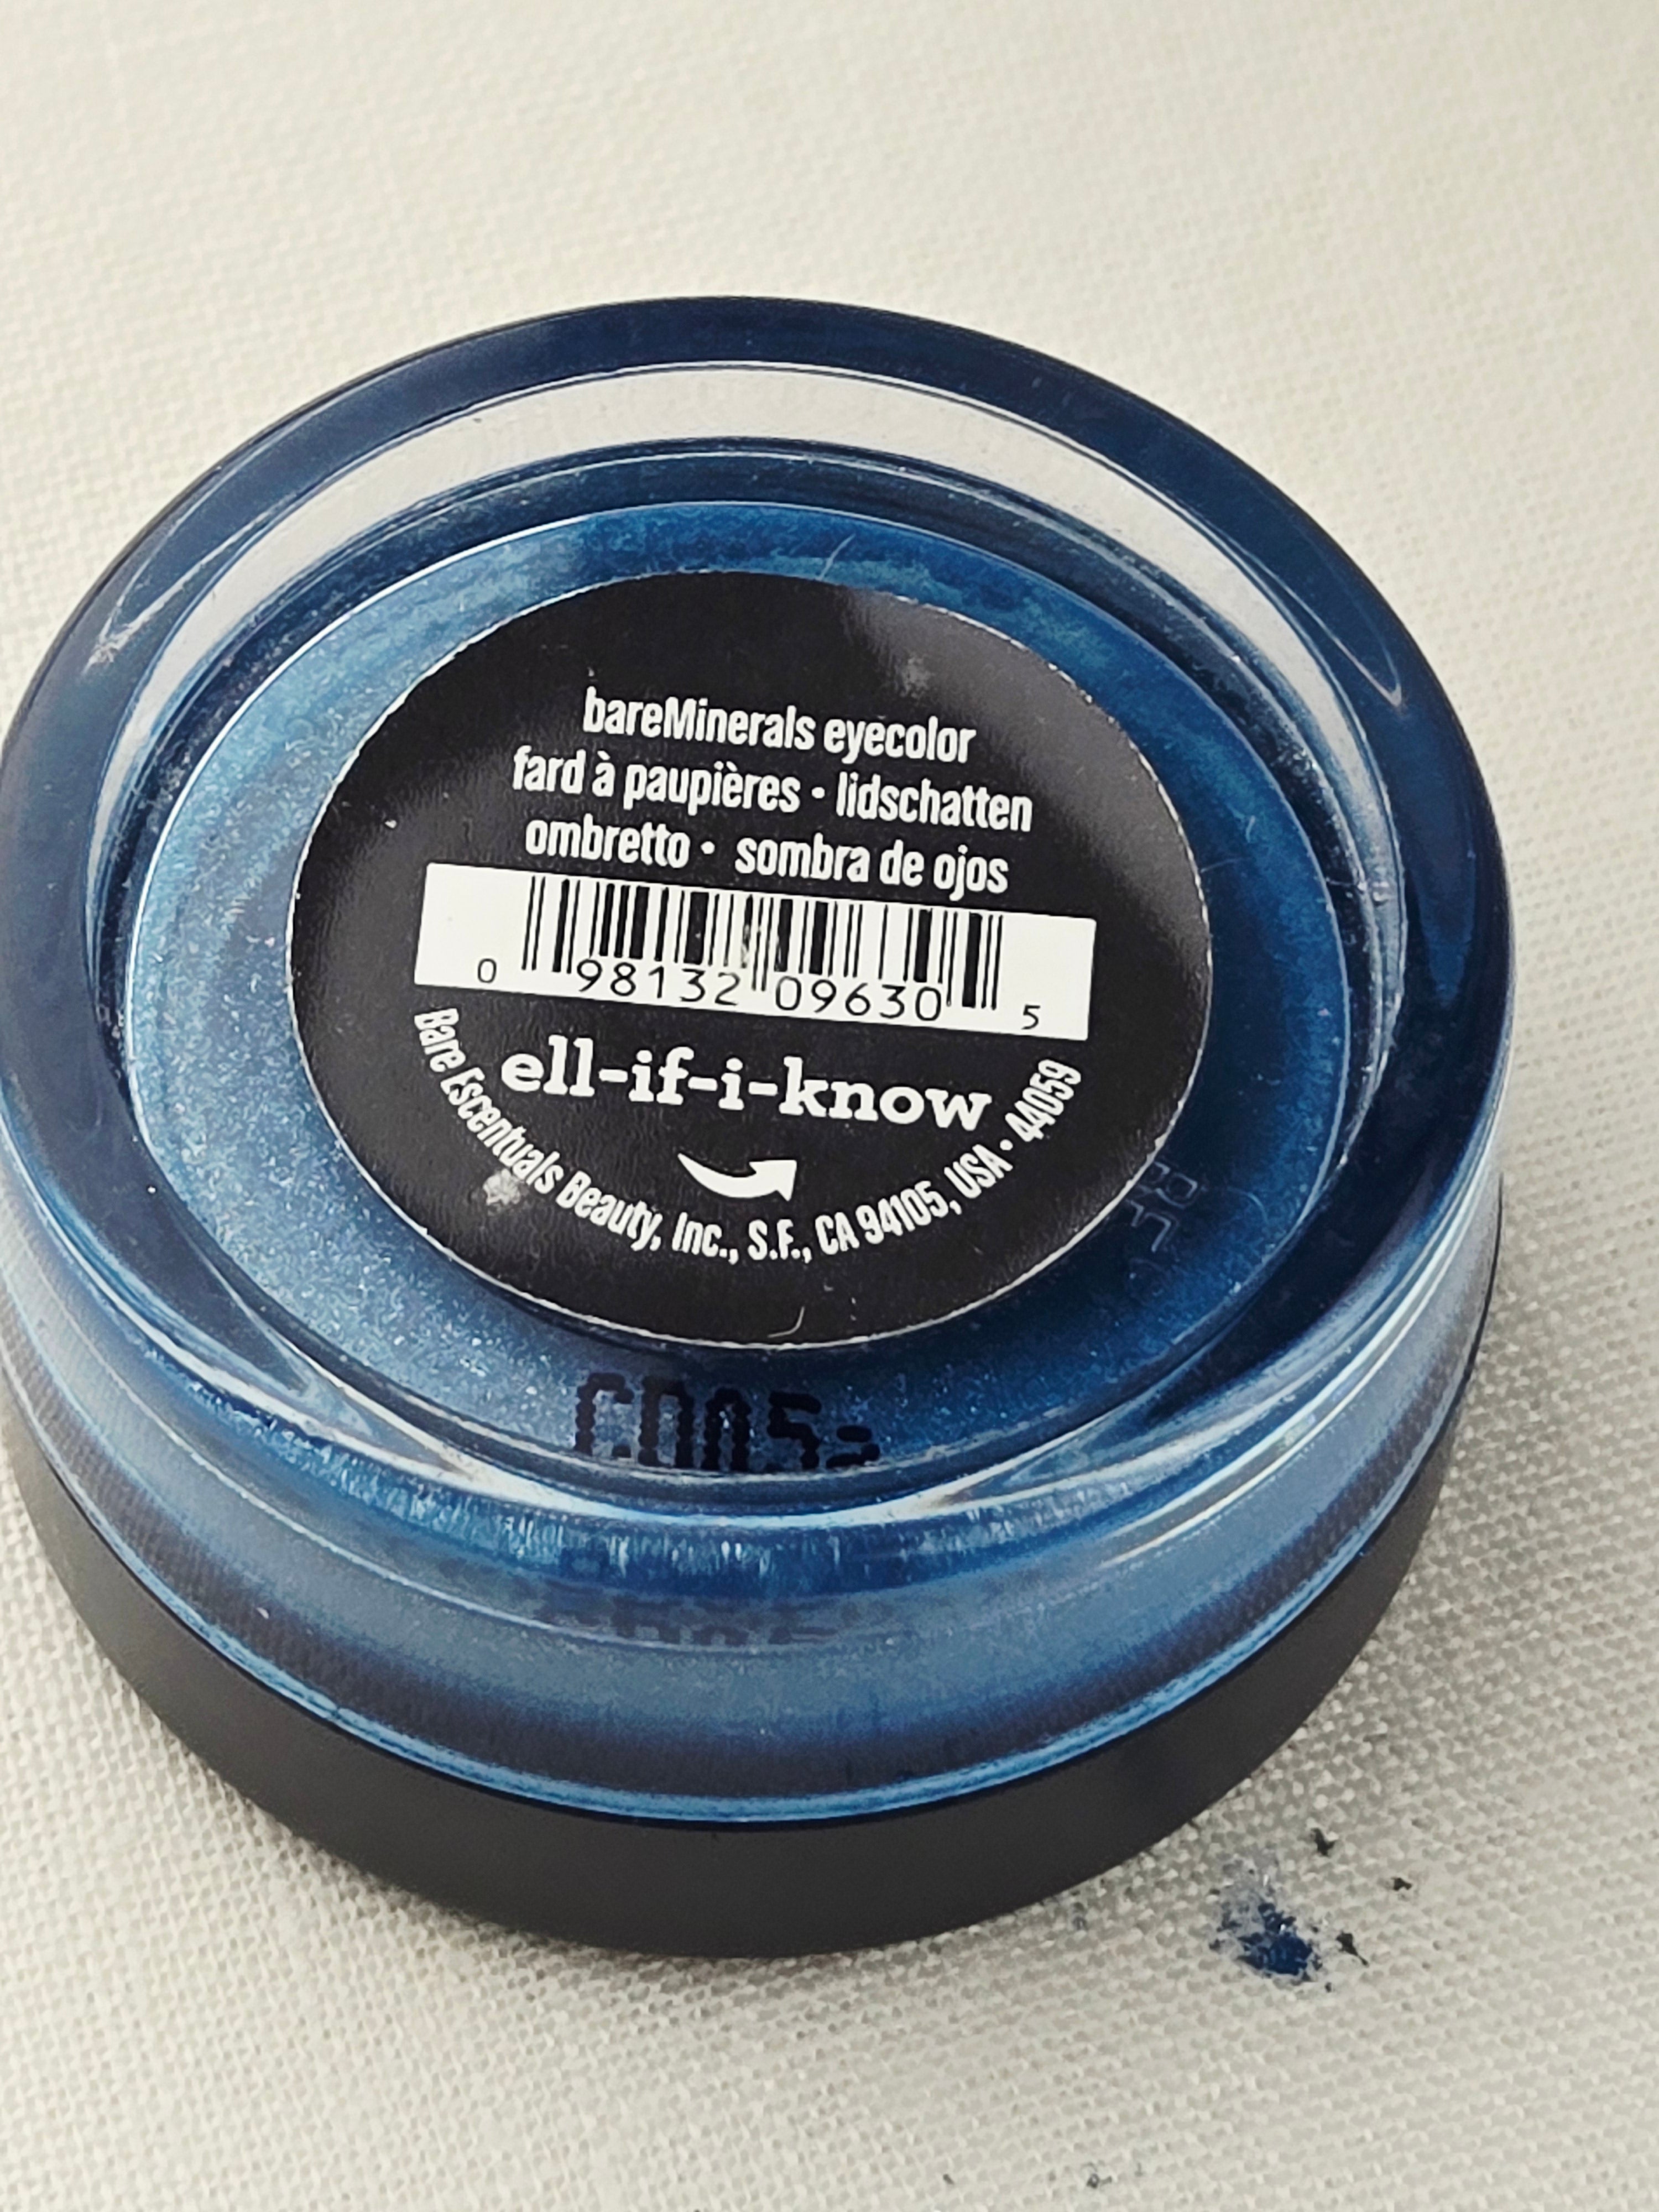 bareMinerals eyecolor
fard à paupières · lidschatten
ombretto · sombra de ojos
0 98132 09630 5
ell-if-i-know
Bare Escentuals Beauty, Inc., S.F., CA 94105, USA · 44059